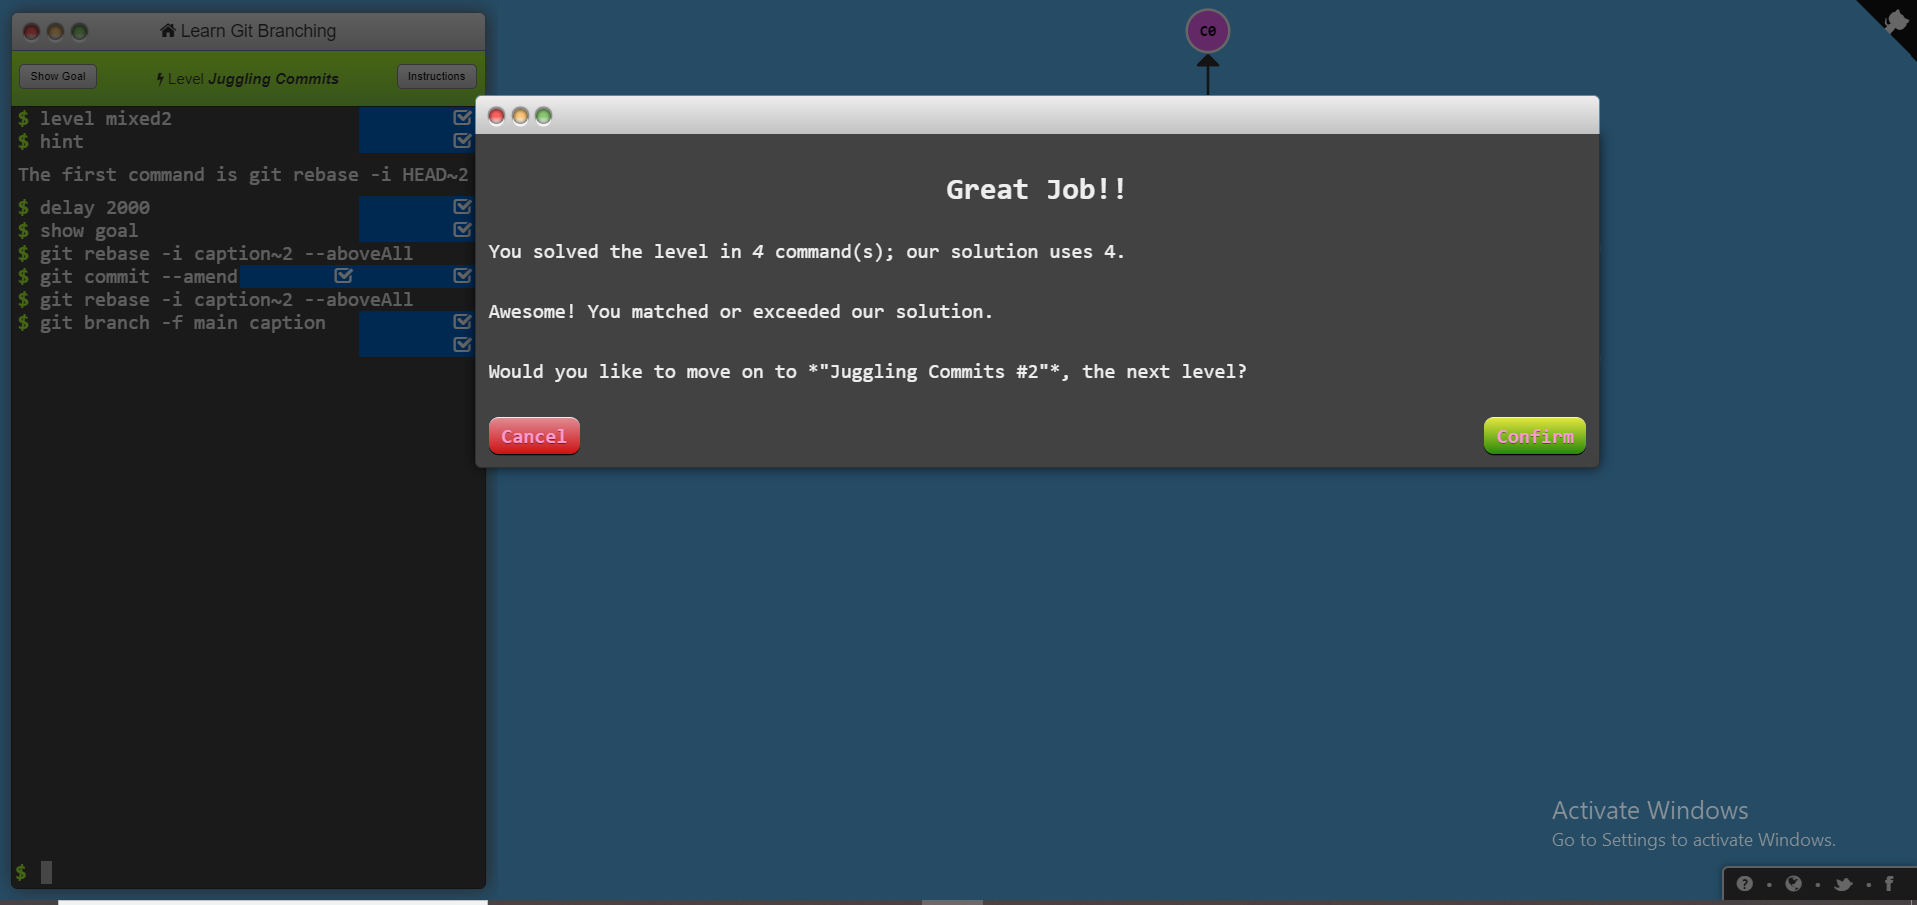 Learn Git Branching
Show Goal
Level Juggling Commits
Instructions
$ level mixed2
$ hint
The first command is git rebase -i HEAD~2
$ delay 2000
$ show goal
$ git rebase -i caption~2 --aboveAll
$ git commit --amend
$ git rebase -i caption~2 --aboveAll
$ git branch -f main caption
$
C0
Great Job!!
You solved the level in 4 command(s); our solution uses 4.
Awesome! You matched or exceeded our solution.
Would you like to move on to *"Juggling Commits #2"*, the next level?
Cancel
Confirm
Activate Windows
Go to Settings to activate Windows.